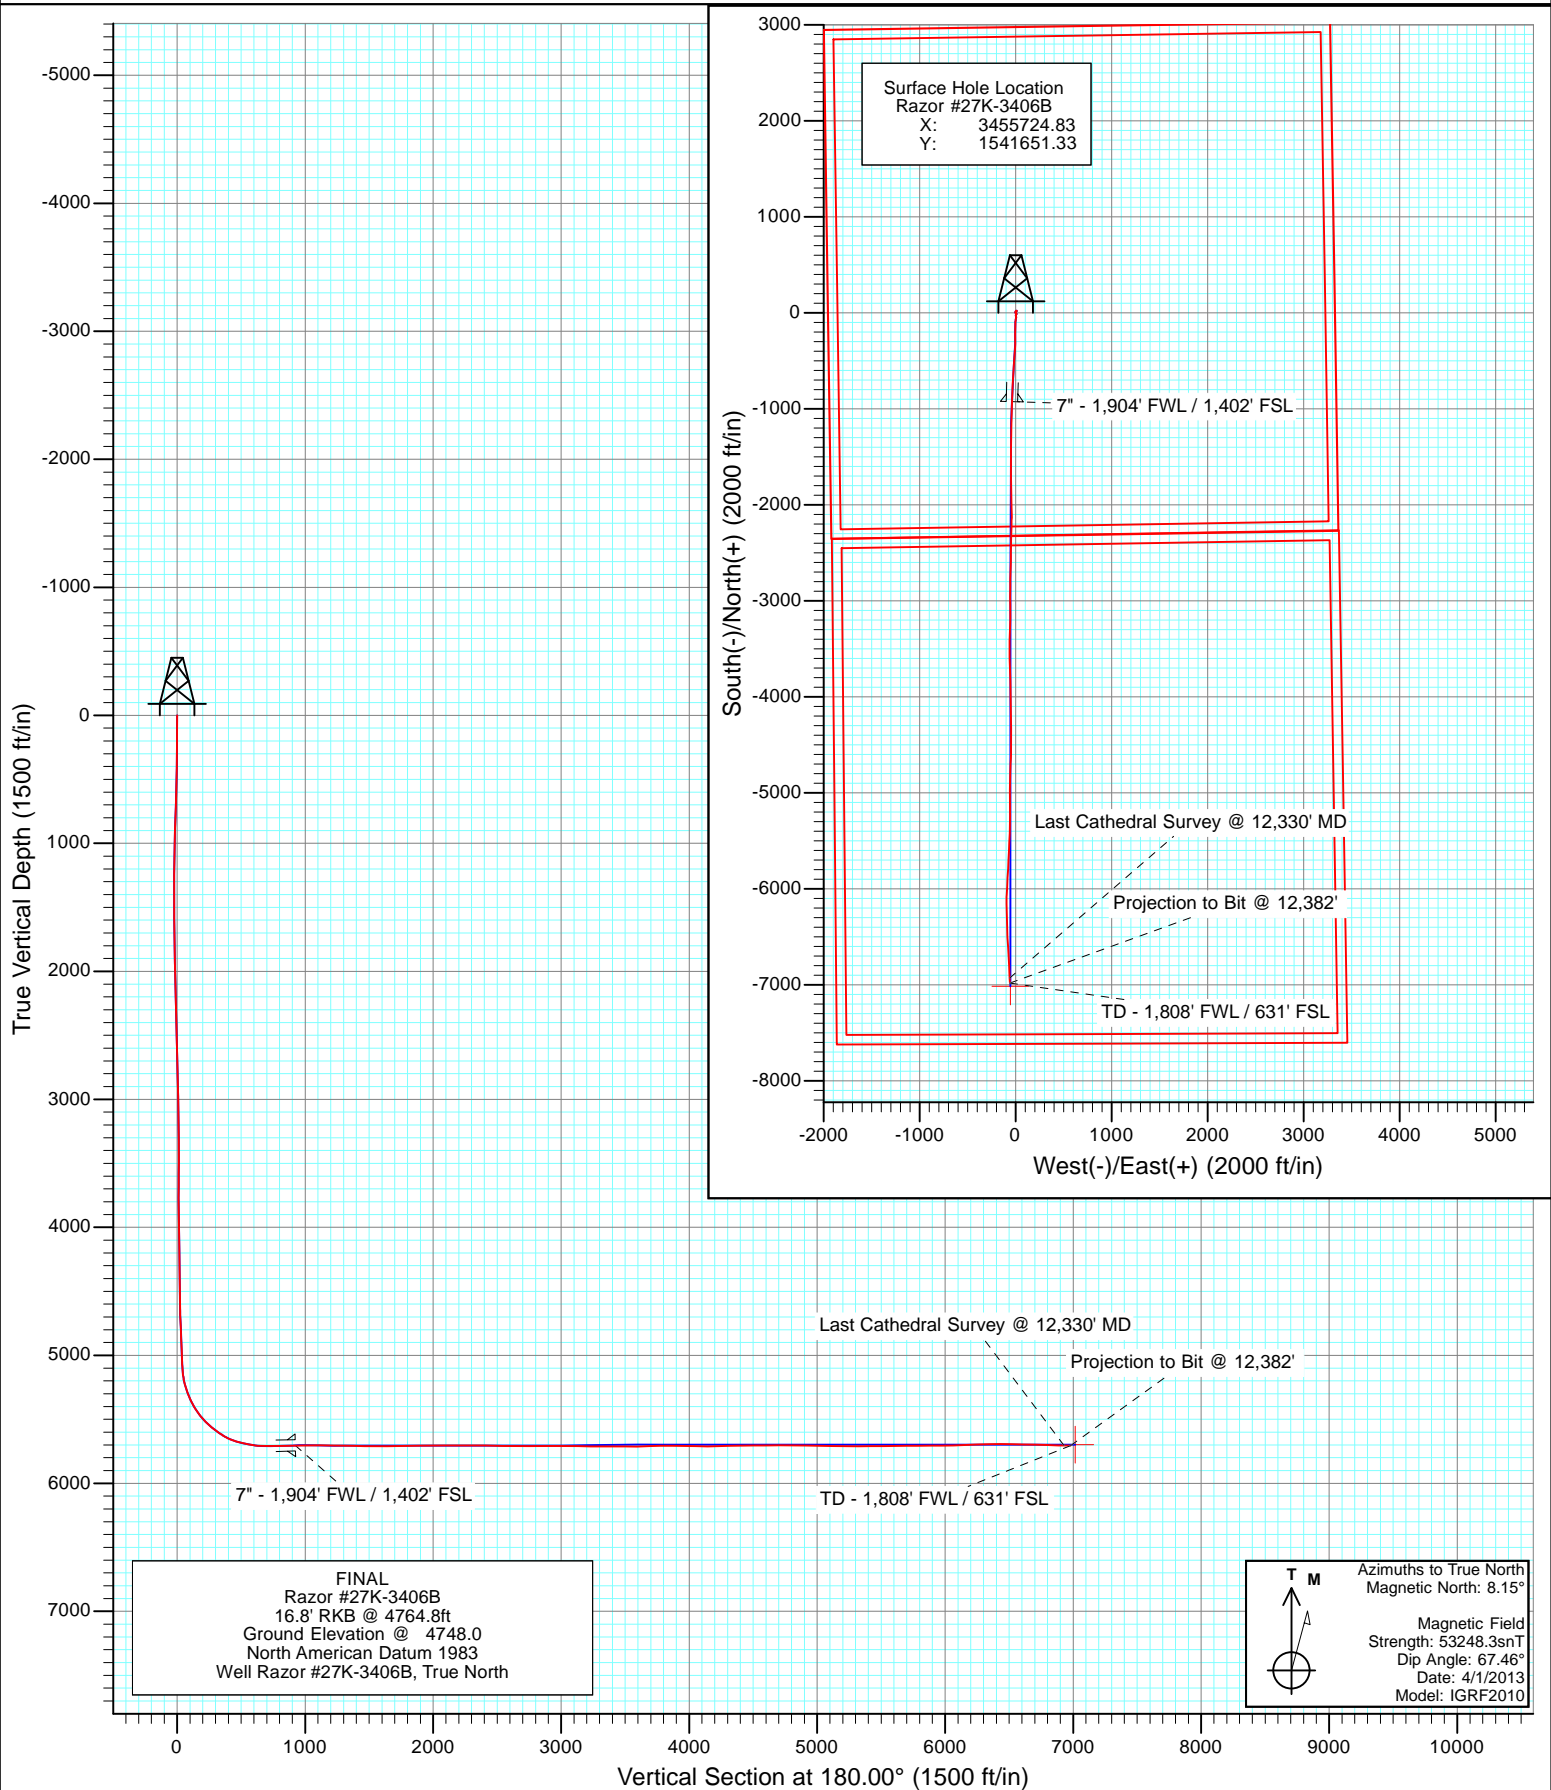 -5000
-4000
-3000
-2000
-1000
0
1000
2000
3000
4000
5000
6000
7000
True Vertical Depth (1500 ft/in)
0
1000
2000
3000
4000
5000
6000
7000
8000
9000
10000
Vertical Section at 180.00° (1500 ft/in)
3000
2000
1000
0
-1000
-2000
-3000
-4000
-5000
-6000
-7000
-8000
South(-)/North(+) (2000 ft/in)
-2000
-1000
0
1000
2000
3000
4000
5000
West(-)/East(+) (2000 ft/in)
Surface Hole Location
Razor #27K-3406B
X: 3455724.83
Y: 1541651.33
7" - 1,904' FWL / 1,402' FSL
Last Cathedral Survey @ 12,330' MD
Projection to Bit @ 12,382'
TD - 1,808' FWL / 631' FSL
Last Cathedral Survey @ 12,330' MD
Projection to Bit @ 12,382'
7" - 1,904' FWL / 1,402' FSL
TD - 1,808' FWL / 631' FSL
FINAL
Razor #27K-3406B
16.8' RKB @ 4764.8ft
Ground Elevation @ 4748.0
North American Datum 1983
Well Razor #27K-3406B, True North
T M
Azimuths to True North
Magnetic North: 8.15°
Magnetic Field
Strength: 53248.3snT
Dip Angle: 67.46°
Date: 4/1/2013
Model: IGRF2010